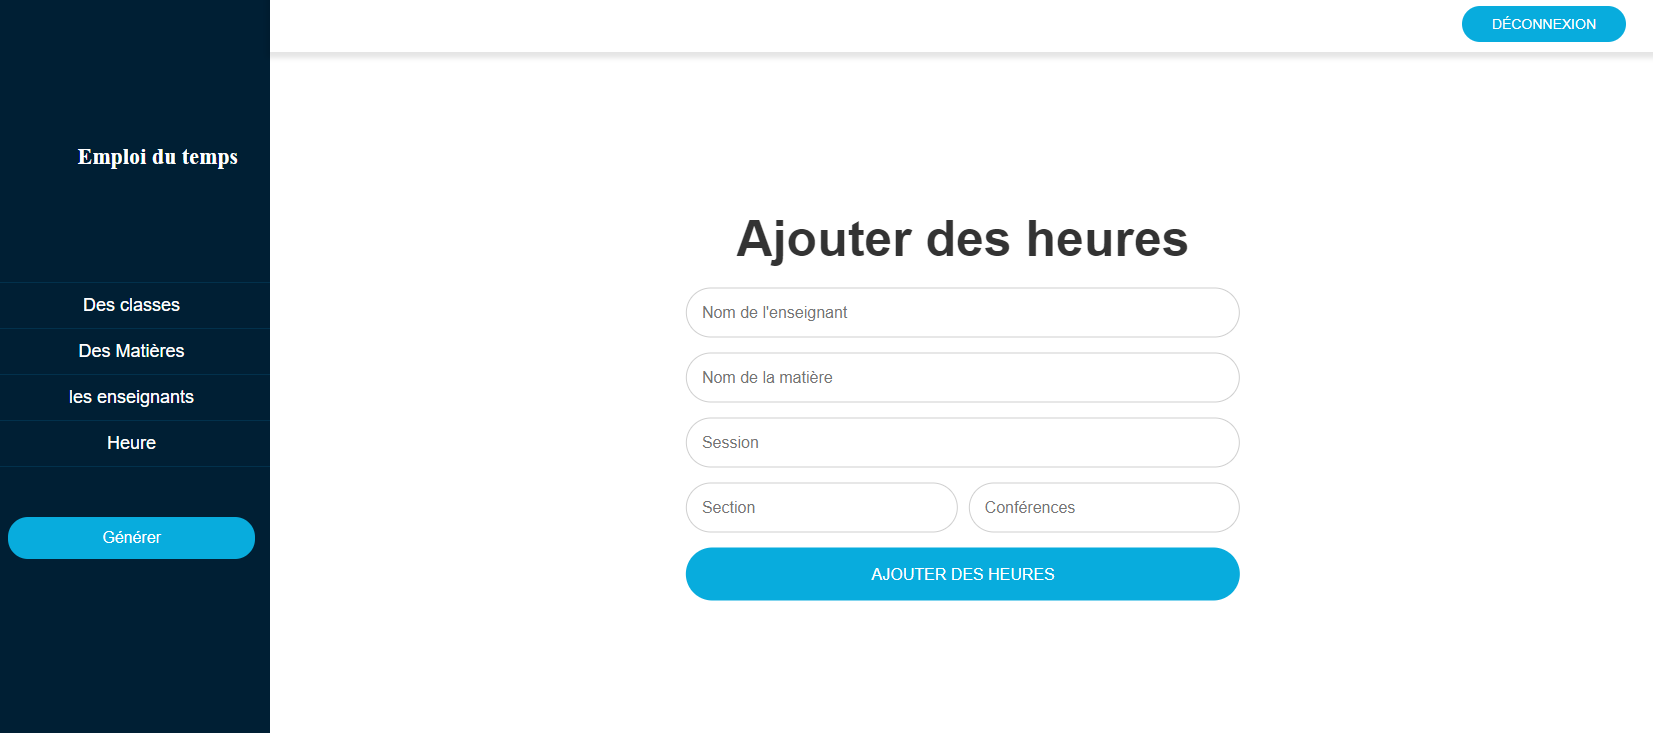 DÉCONNEXION
Emploi du temps
Des classes
Des Matières
les enseignants
Heure
Générer
Ajouter des heures
Nom de l'enseignant
Nom de la matière
Session
Section
Conférences
AJOUTER DES HEURES